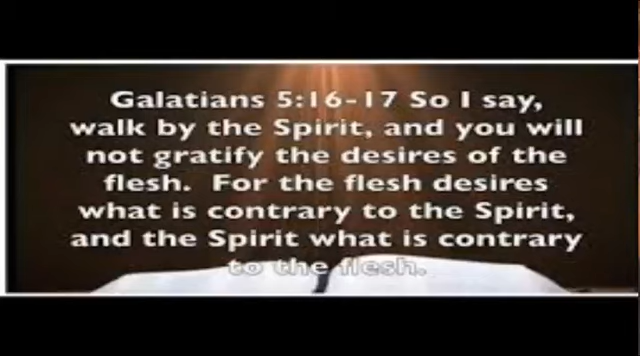 Galatians 5:16-17 So I say,
walk by the Spirit, and you will
not gratify the desires of the
flesh. For the flesh desires
what is contrary to the Spirit,
and the Spirit what is contrary
to the flesh.